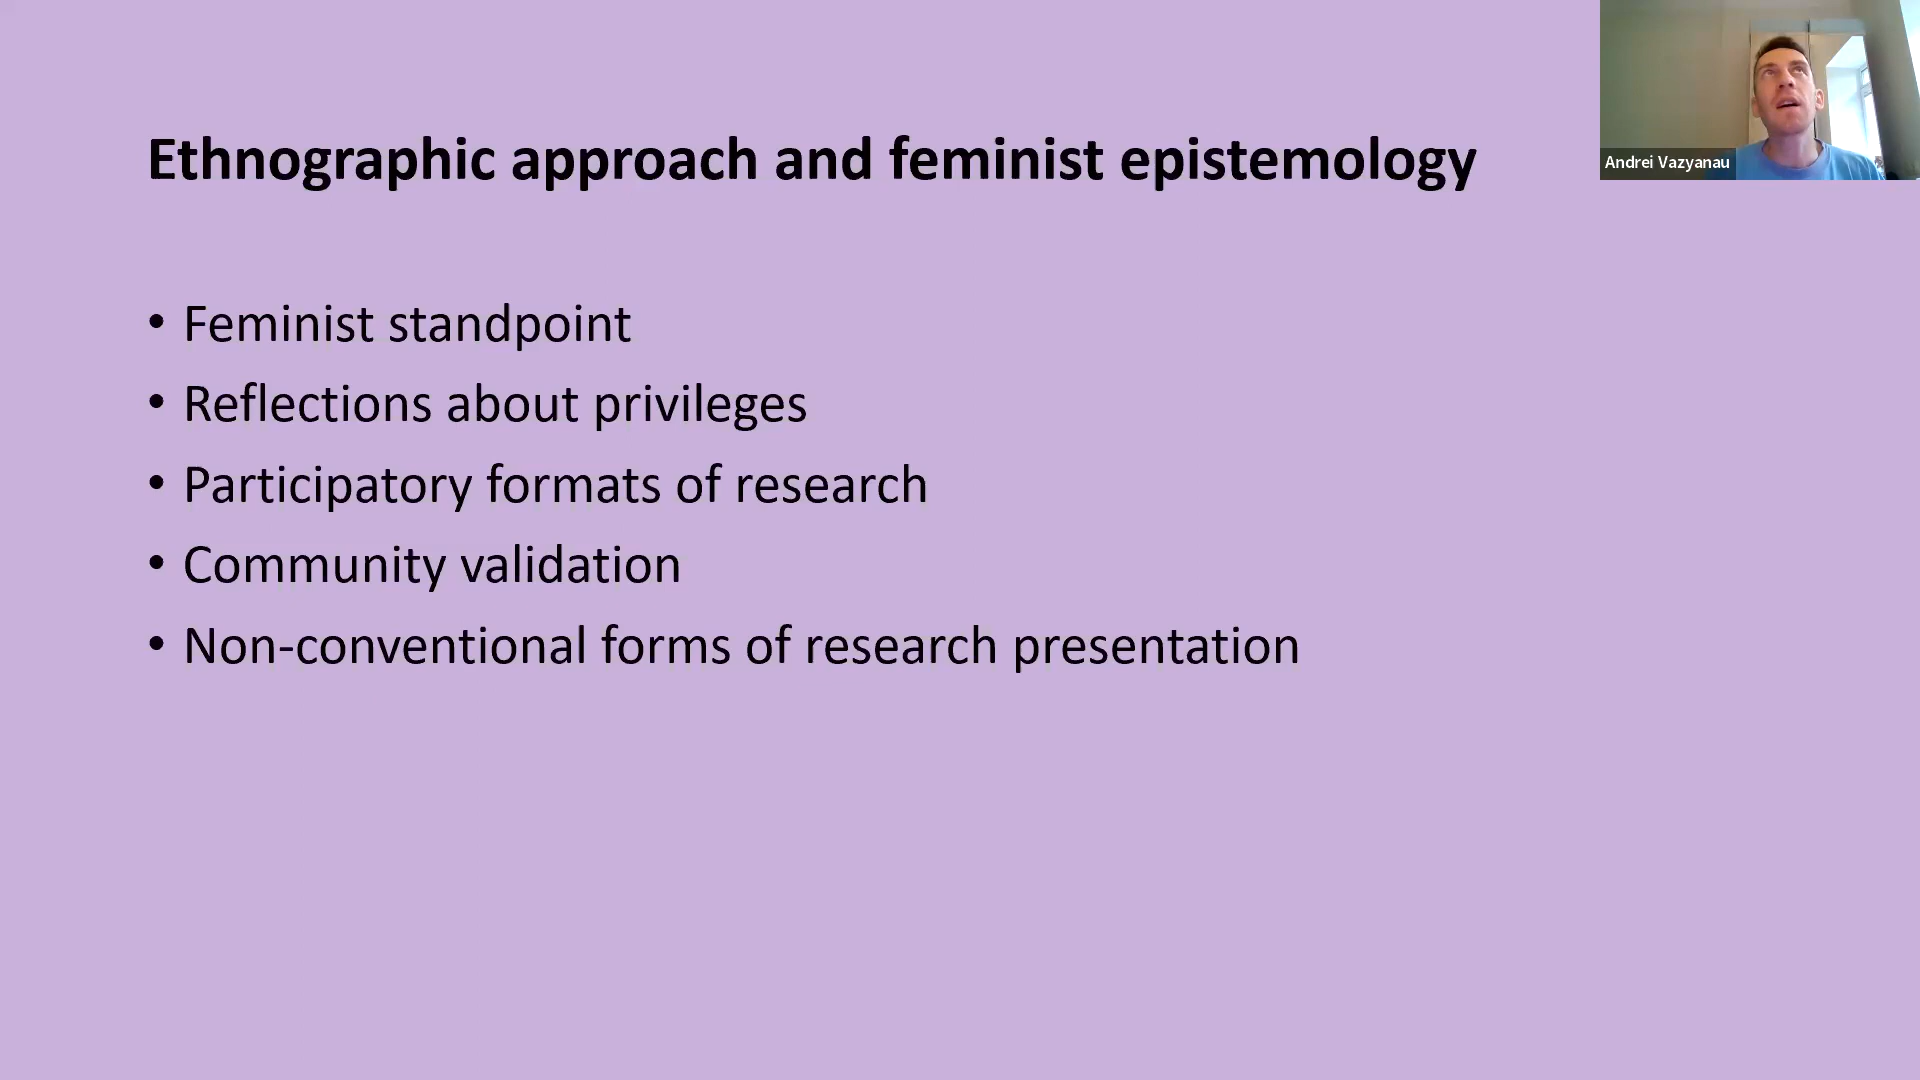 Ethnographic approach and feminist epistemology
Andrei Vazyanau
• Feminist standpoint
• Reflections about privileges
• Participatory formats of research
• Community validation
• Non-conventional forms of research presentation